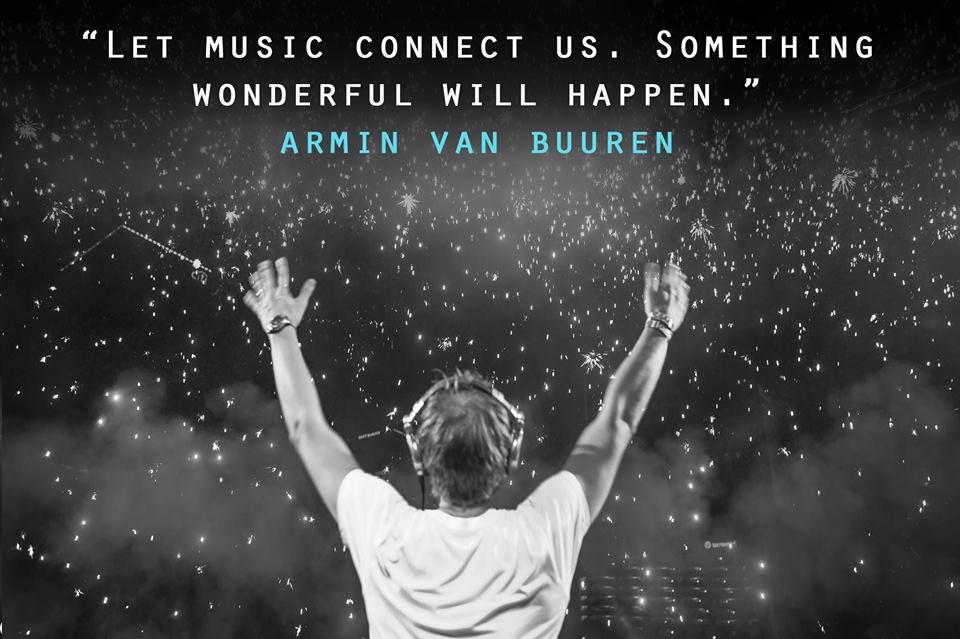 “Let music connect us. Something
wonderful will happen.”
Armin van Buuren